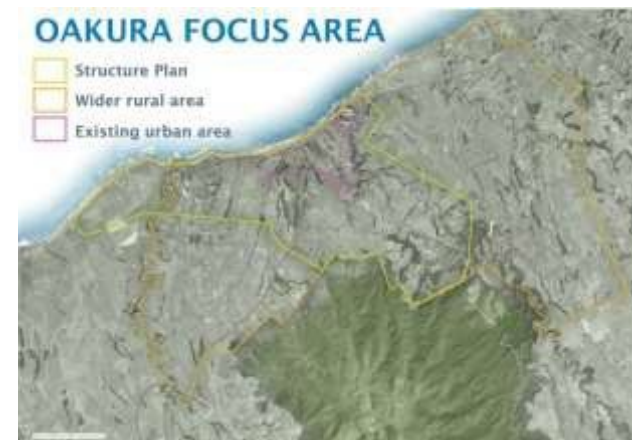 OAKURA FOCUS AREA
Structure Plan
Wider rural area
Existing urban area